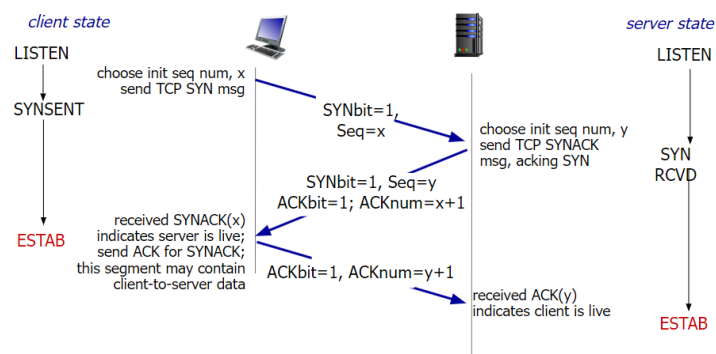 client state
server state
LISTEN
LISTEN
choose init seq num, x
send TCP SYN msg
SYNSENT
SYNbit=1,
Seq=x
choose init seq num, y
send TCP SYNACK
msg, acking SYN
SYN
RCVD
SYNbit=1, Seq=y
ACKbit=1; ACKnum=x+1
received SYNACK(x)
indicates server is live;
send ACK for SYNACK;
this segment may contain
client-to-server data
ESTAB
ACKbit=1, ACKnum=y+1
received ACK(y)
indicates client is live
ESTAB